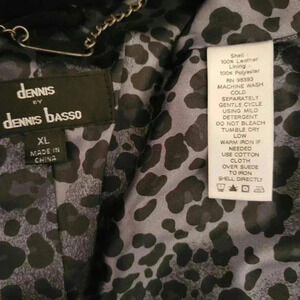 dennis
BY
dennis basso
XL
MADE IN
CHINA
Shell :
100% Leather
Lining :
100% Polyester
RN 98393
MACHINE WASH
COLD
SEPARATELY
GENTLE CYCLE
USING MILD
DETERGENT
DO NOT BLEACH
TUMBLE DRY
LOW
WARM IRON IF
NEEDED
USE COTTON
CLOTH
OVER SUEDE
TO IRON
SHELL DIRECTLY